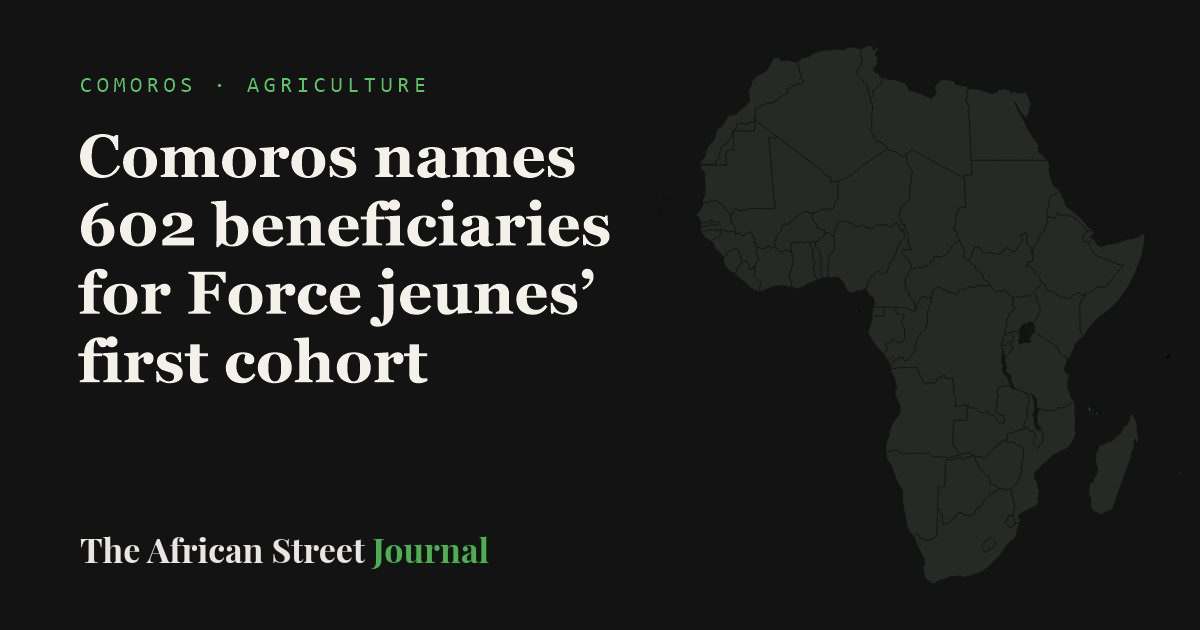 COMOROS · AGRICULTURE
Comoros names
602 beneficiaries
for Force jeunes’
first cohort
The African Street Journal